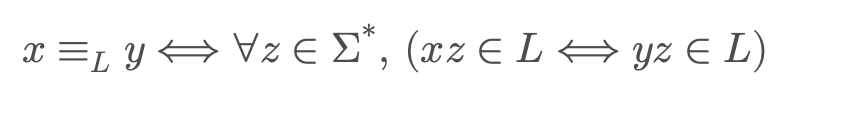 x ≡_L y ⟺ ∀z ∈ Σ*, (xz ∈ L ⟺ yz ∈ L)